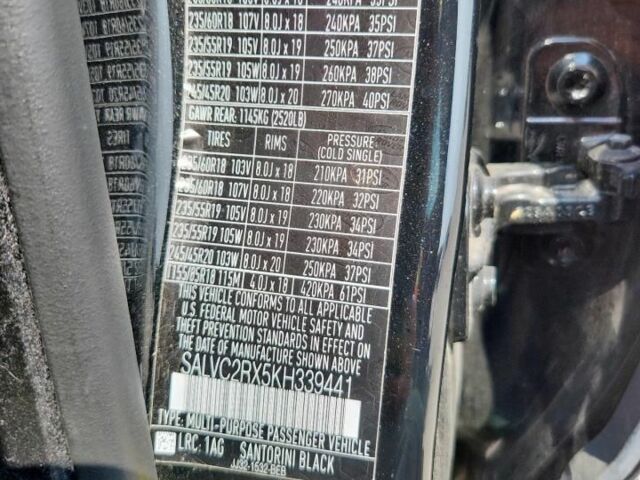 235/60R18 107V 8.0J x 18 240KPA 35PSI
235/55R19 105V 8.0J x 19 250KPA 37PSI
235/55R19 105W 8.0J x 19 260KPA 38PSI
245/45R20 103W 8.0J x 20 270KPA 40PSI
GAWR REAR: 1145KG (2520LB)
TIRES RIMS PRESSURE: (COLD SINGLE)
235/60R18 103V 8.0J x 18 210KPA 31PSI
235/60R18 107V 8.0J x 18 220KPA 32PSI
235/55R19 105V 8.0J x 19 230KPA 34PSI
235/55R19 105W 8.0J x 19 230KPA 34PSI
245/45R20 103W 8.0J x 20 250KPA 37PSI
T155/85R18 115M 4.0J x 18 420KPA 61PSI
THIS VEHICLE CONFORMS TO ALL APPLICABLE
U.S. FEDERAL MOTOR VEHICLE SAFETY AND
THEFT PREVENTION STANDARDS IN EFFECT ON
THE DATE OF MANUFACTURE SHOWN ABOVE.
SALVC2RX5KH339441
TYPE: MULTI-PURPOSE PASSENGER VEHICLE
LRC. 1AG SANTORINI BLACK
JJ32-1532-BEB